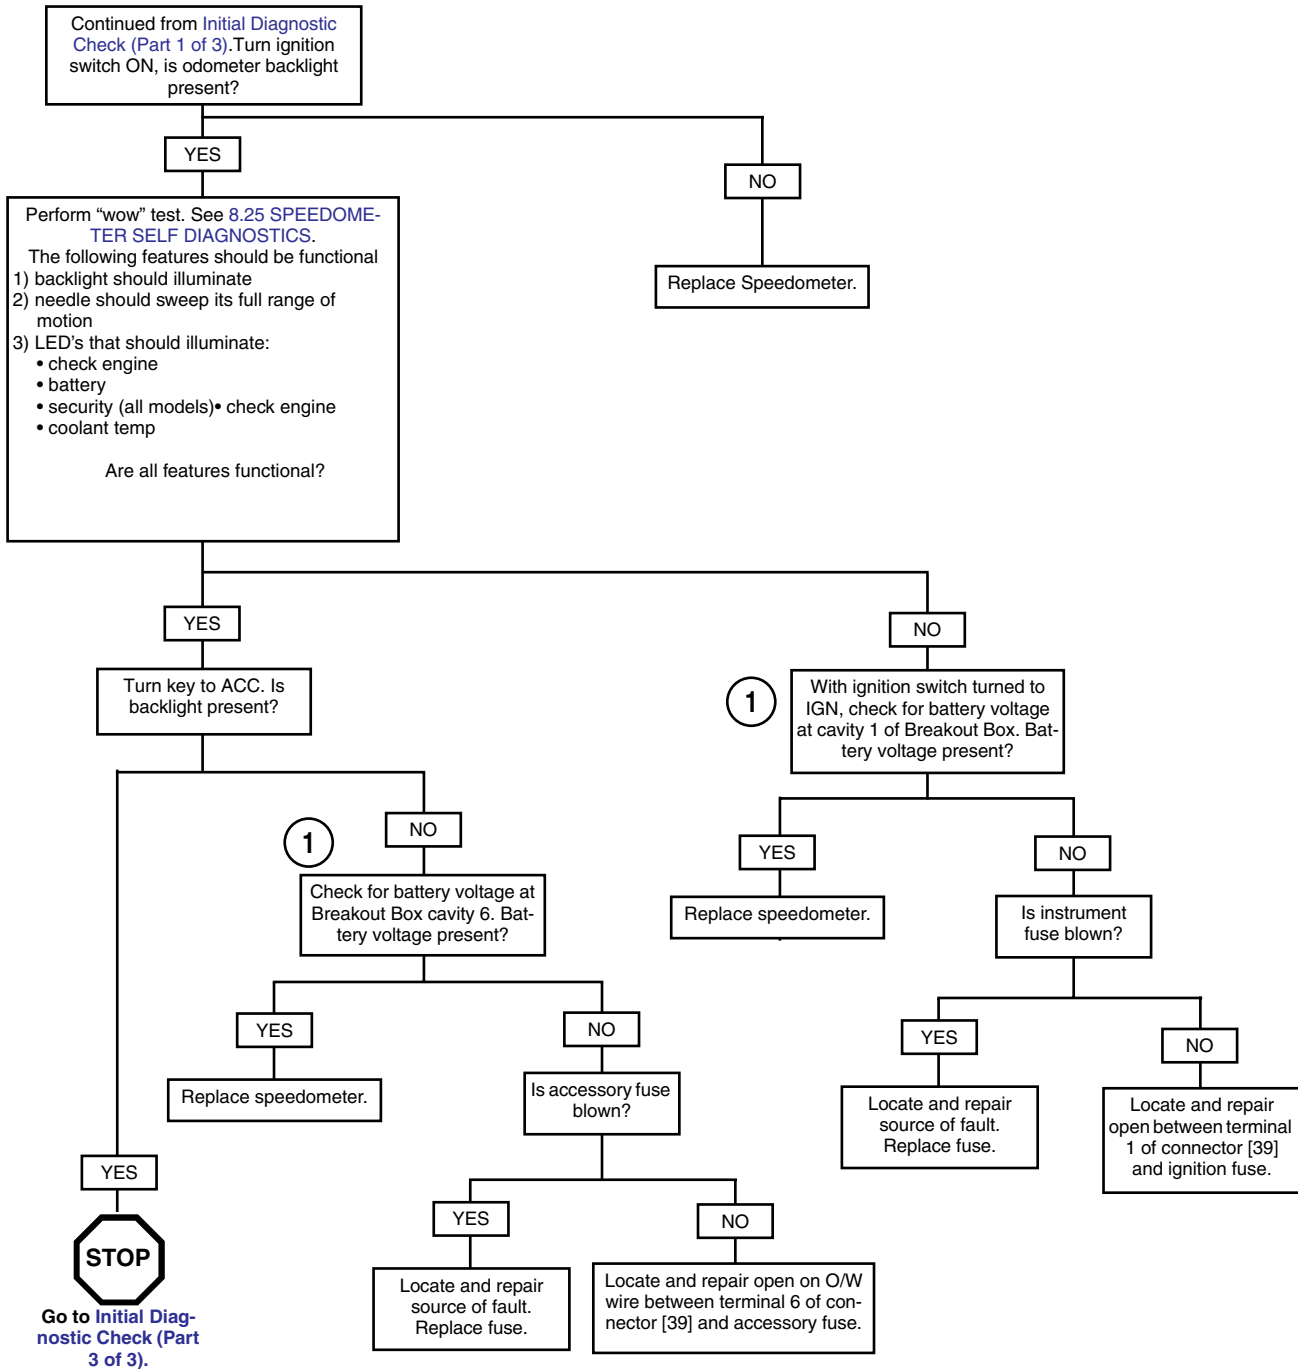 Continued from Initial Diagnostic
Check (Part 1 of 3).Turn ignition
switch ON, is odometer backlight
present?
YES
NO
Perform “wow” test. See 8.25 SPEEDOME-
TER SELF DIAGNOSTICS.
The following features should be functional
1) backlight should illuminate
2) needle should sweep its full range of
motion
3) LED’s that should illuminate:
• check engine
• battery
• security (all models)• check engine
• coolant temp
Are all features functional?
Replace Speedometer.
YES
NO
Turn key to ACC. Is
backlight present?
1
With ignition switch turned to
IGN, check for battery voltage
at cavity 1 of Breakout Box. Bat-
tery voltage present?
NO
1
Check for battery voltage at
Breakout Box cavity 6. Bat-
tery voltage present?
YES
NO
Replace speedometer.
Is instrument
fuse blown?
YES
NO
Replace speedometer.
Is accessory fuse
blown?
YES
NO
Locate and repair
source of fault.
Replace fuse.
Locate and repair
open between terminal
1 of connector [39]
and ignition fuse.
YES
STOP
Go to Initial Diag-
nostic Check (Part
3 of 3).
YES
NO
Locate and repair
source of fault.
Replace fuse.
Locate and repair open on O/W
wire between terminal 6 of con-
nector [39] and accessory fuse.